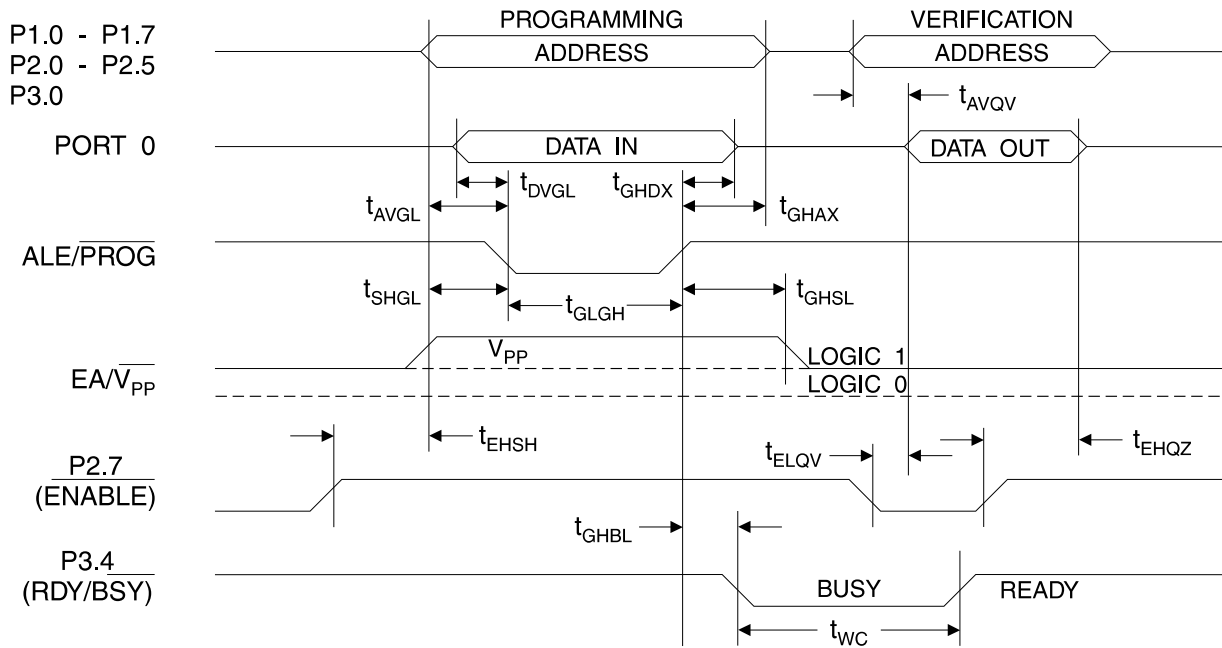 PROGRAMMING
VERIFICATION
P1.0 - P1.7
P2.0 - P2.5
P3.0
ADDRESS
ADDRESS
tAVQV
PORT 0
DATA IN
DATA OUT
tDVGL
tGHDX
tAVGL
tGHAX
ALE/PROG
tSHGL
tGLGH
tGHSL
EA/VPP
VPP
LOGIC 1
LOGIC 0
tEHSH
tELQV
tEHQZ
P2.7
(ENABLE)
tGHBL
P3.4
(RDY/BSY)
BUSY
READY
tWC